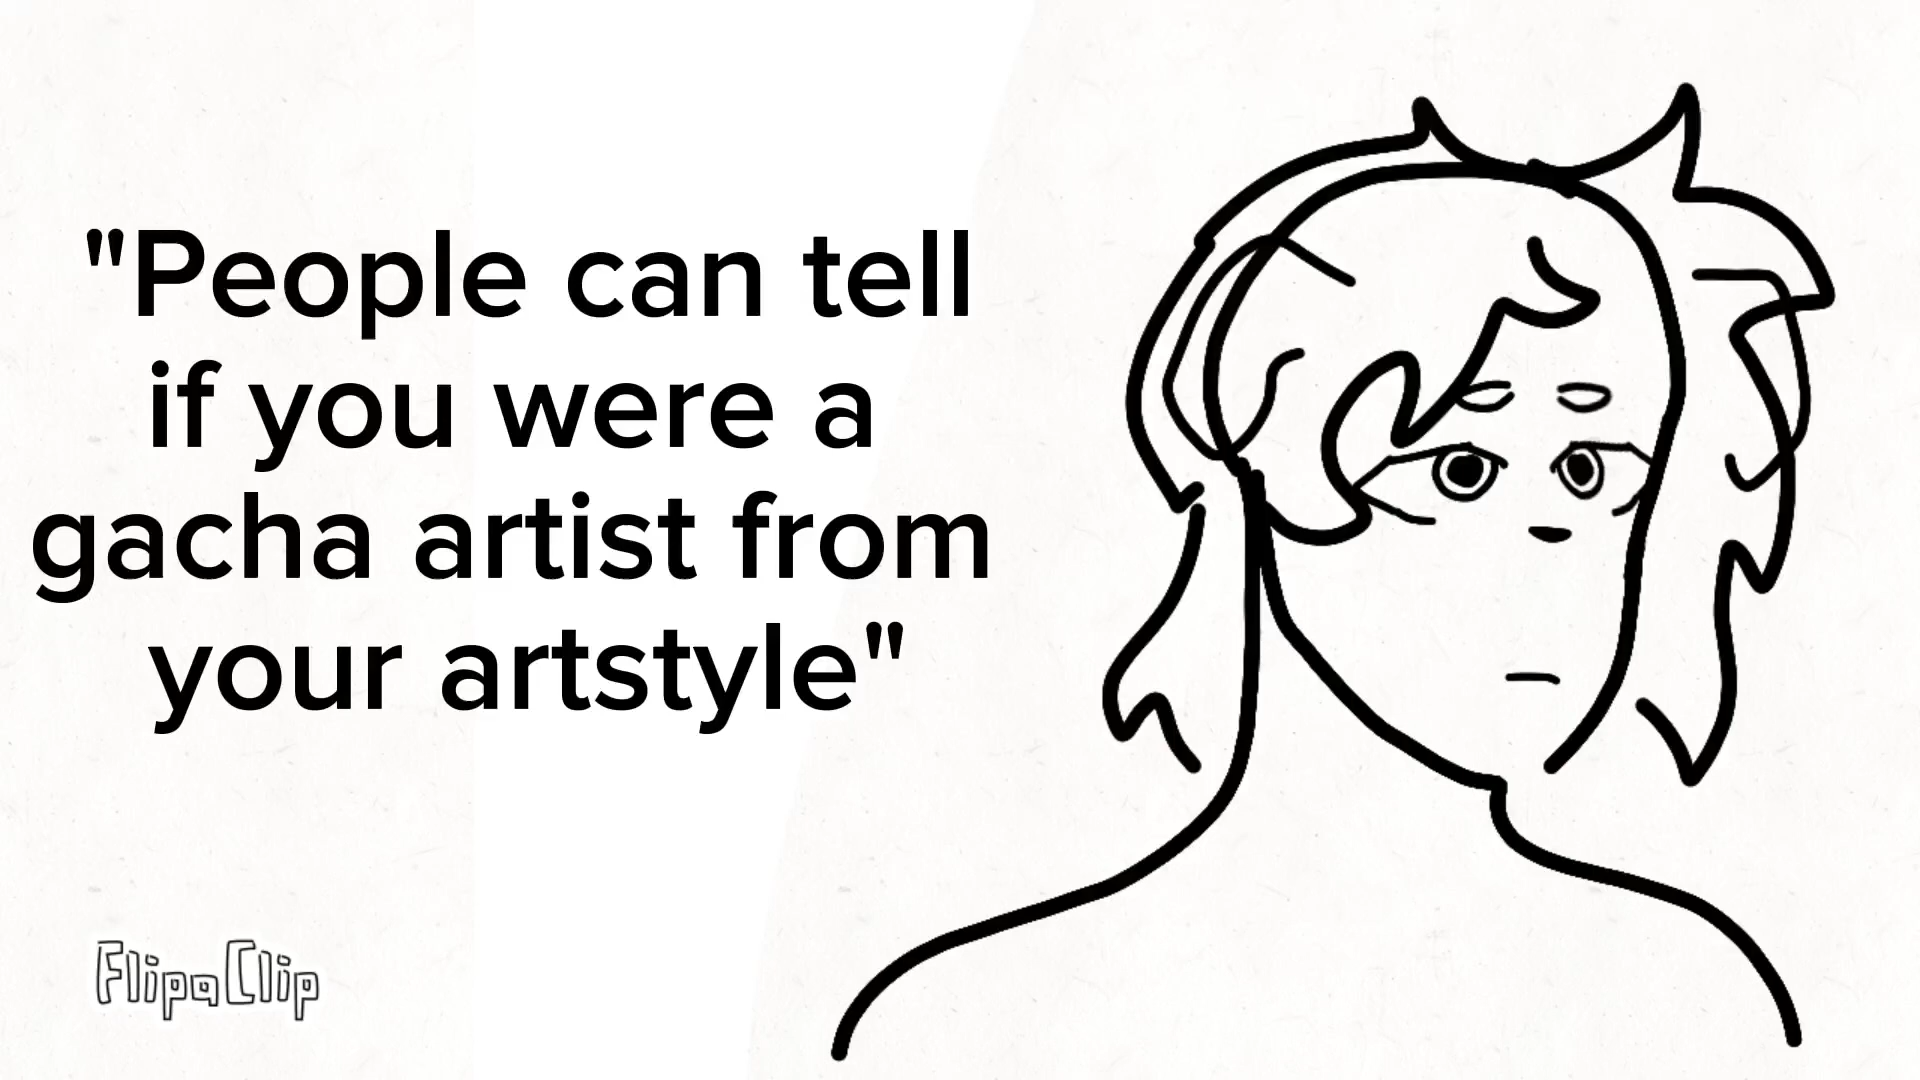 "People can tell
if you were a
gacha artist from
your artstyle"
FlipaClip